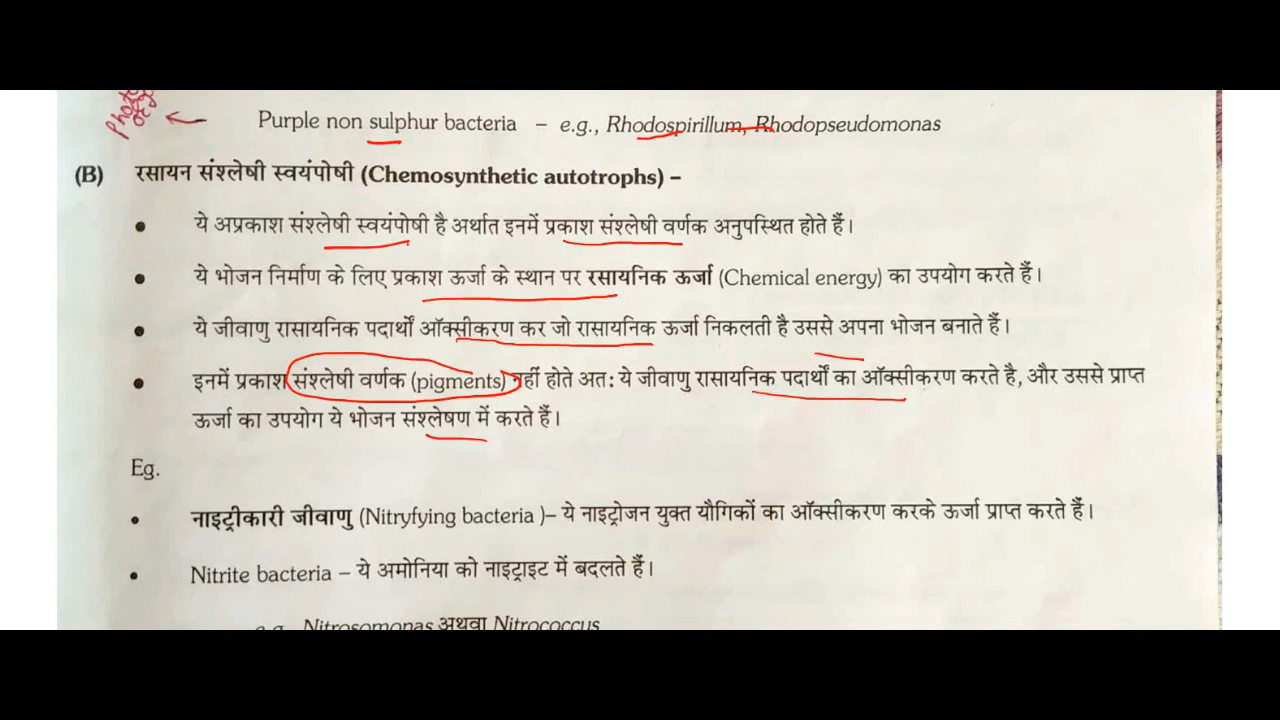 Purple non sulphur bacteria – e.g., Rhodospirillum, Rhodopseudomonas
(B) रसायन संश्लेषी स्वयंपोषी (Chemosynthetic autotrophs) –
• ये अप्रकाश संश्लेषी स्वयंपोषी है अर्थात इनमें प्रकाश संश्लेषी वर्णक अनुपस्थित होते हैं।
• ये भोजन निर्माण के लिए प्रकाश ऊर्जा के स्थान पर रसायनिक ऊर्जा (Chemical energy) का उपयोग करते हैं।
• ये जीवाणु रासायनिक पदार्थों ऑक्सीकरण कर जो रासायनिक ऊर्जा निकलती है उससे अपना भोजन बनाते हैं।
• इनमें प्रकाश संश्लेषी वर्णक (pigments) नहीं होते अतः ये जीवाणु रासायनिक पदार्थों का ऑक्सीकरण करते है, और उससे प्राप्त
ऊर्जा का उपयोग ये भोजन संश्लेषण में करते हैं।
Eg.
• नाइट्रीकारी जीवाणु (Nitryfying bacteria )– ये नाइट्रोजन युक्त यौगिकों का ऑक्सीकरण करके ऊर्जा प्राप्त करते हैं।
• Nitrite bacteria – ये अमोनिया को नाइट्राइट में बदलते हैं।
e.g. Nitrosomonas अथवा Nitrococcus